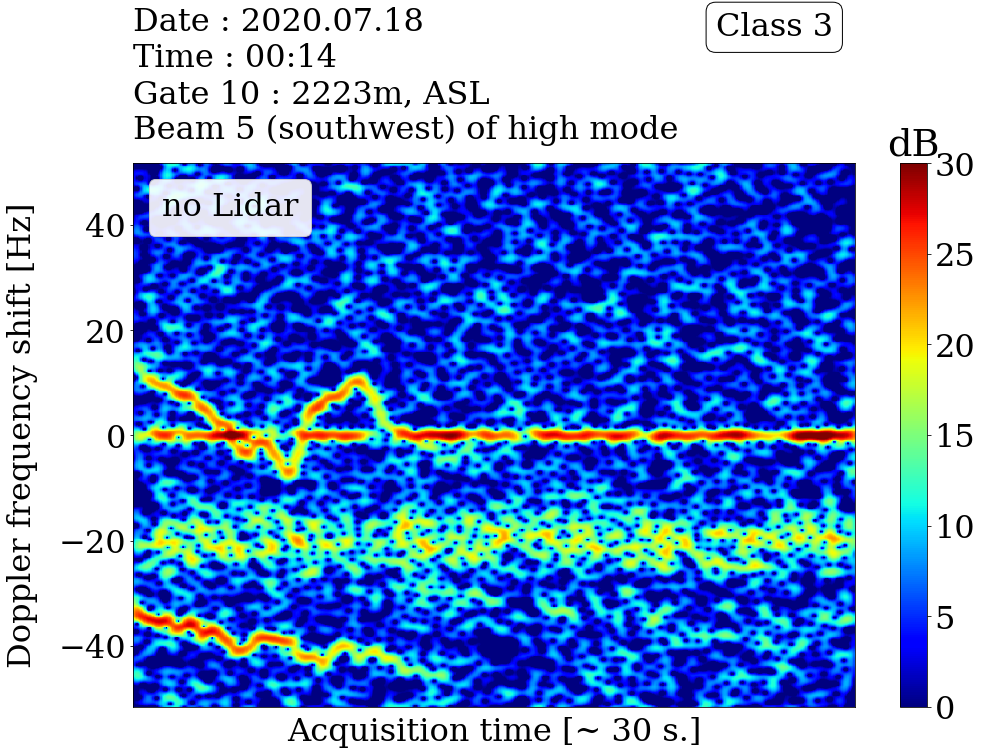 Date : 2020.07.18
Time : 00:14
Gate 10 : 2223m, ASL
Beam 5 (southwest) of high mode
Class 3
dB
no Lidar
Doppler frequency shift [Hz]
40
20
0
−20
−40
30
25
20
15
10
5
0
Acquisition time [~ 30 s.]